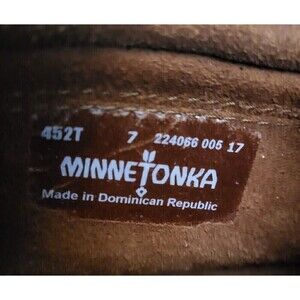 452T 7 224066 005 17
MINNETONKA
Made in Dominican Republic